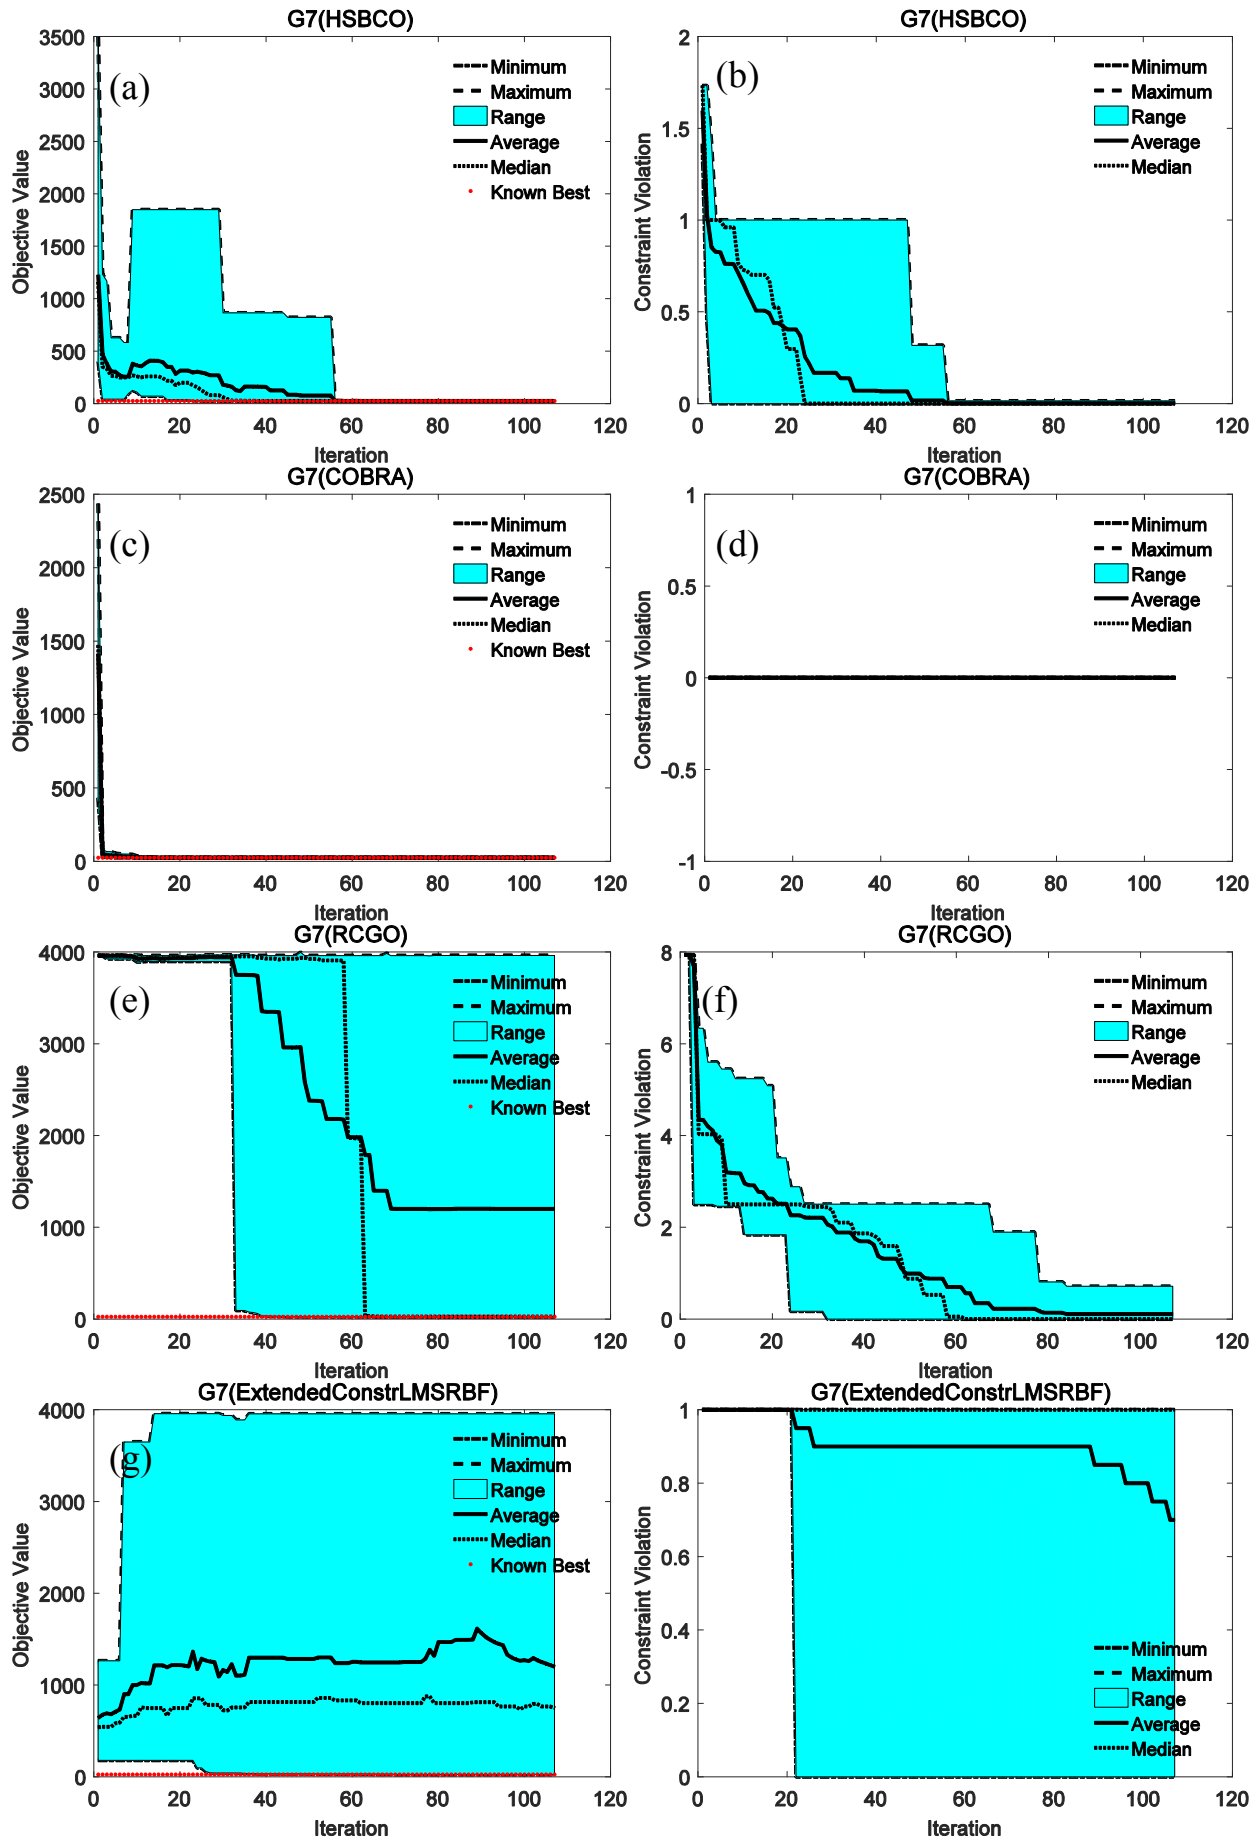 G7(HSBCO)
3500
3000
2500
2000
1500
1000
500
0
Objective Value
(a)
Minimum
Maximum
Range
Average
Median
Known Best
0 20 40 60 80 100 120
Iteration
G7(HSBCO)
2
1.5
1
0.5
0
Constraint Violation
(b)
Minimum
Maximum
Range
Average
Median
0 20 40 60 80 100 120
Iteration
G7(COBRA)
2500
2000
1500
1000
500
0
Objective Value
(c)
Minimum
Maximum
Range
Average
Median
Known Best
0 20 40 60 80 100 120
Iteration
G7(COBRA)
1
0.5
0
-0.5
-1
Constraint Violation
(d)
Minimum
Maximum
Range
Average
Median
0 20 40 60 80 100 120
Iteration
G7(RCGO)
4000
3000
2000
1000
0
Objective Value
(e)
Minimum
Maximum
Range
Average
Median
Known Best
0 20 40 60 80 100 120
Iteration
G7(RCGO)
8
6
4
2
0
Constraint Violation
(f)
Minimum
Maximum
Range
Average
Median
0 20 40 60 80 100 120
Iteration
G7(ExtendedConstrLMSRBF)
4000
3000
2000
1000
0
Objective Value
(g)
Minimum
Maximum
Range
Average
Median
Known Best
0 20 40 60 80 100 120
Iteration
G7(ExtendedConstrLMSRBF)
1
0.8
0.6
0.4
0.2
0
Constraint Violation
Minimum
Maximum
Range
Average
Median
0 20 40 60 80 100 120
Iteration